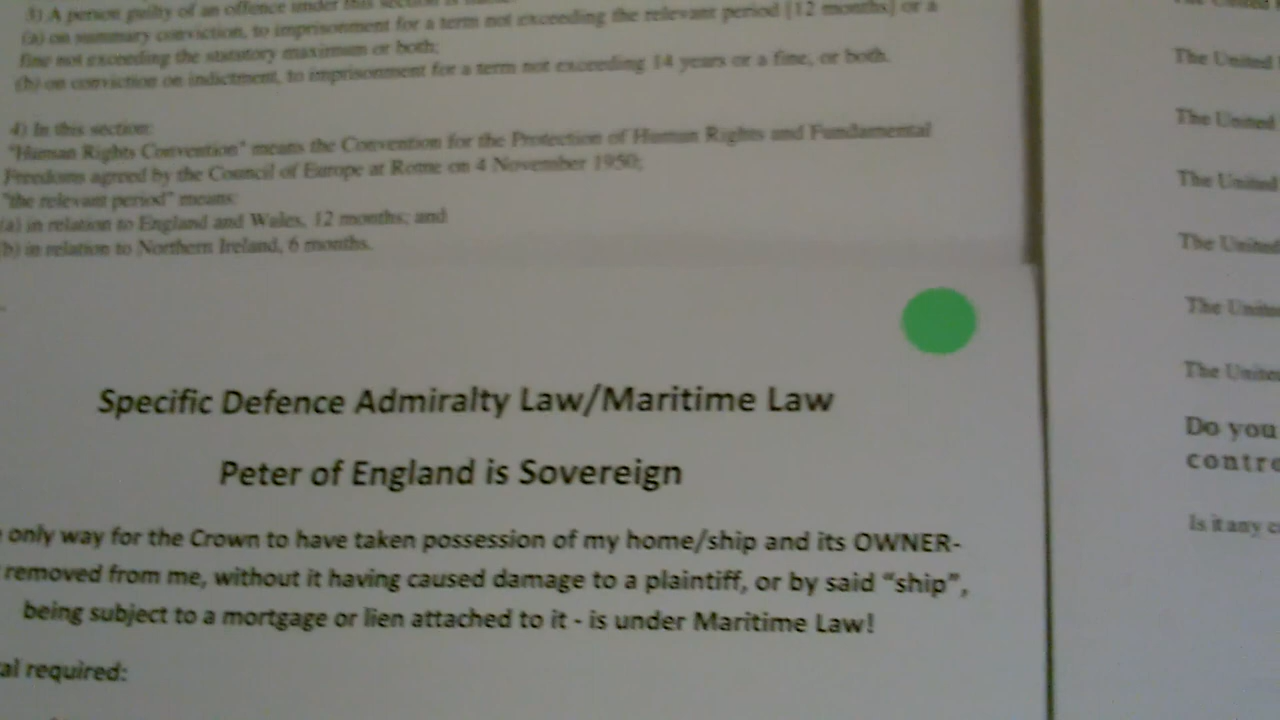 3) A person guilty of an offence under this section is
(a) on summary conviction, to imprisonment for a term not exceeding the relevant period [12 months] or a
fine not exceeding the statutory maximum or both;
(b) on conviction on indictment, to imprisonment for a term not exceeding 14 years or a fine, or both.
4) In this section:
"Human Rights Convention" means the Convention for the Protection of Human Rights and Fundamental
Freedoms agreed by the Council of Europe at Rome on 4 November 1950;
"the relevant period" means:
(a) in relation to England and Wales, 12 months; and
(b) in relation to Northern Ireland, 6 months.
Specific Defence Admiralty Law/Maritime Law
Peter of England is Sovereign
only way for the Crown to have taken possession of my home/ship and its OWNER-
removed from me, without it having caused damage to a plaintiff, or by said "ship",
being subject to a mortgage or lien attached to it - is under Maritime Law!
al required:
The United
The United
The United
The United
The United
The United
Do you
contro
Is it any